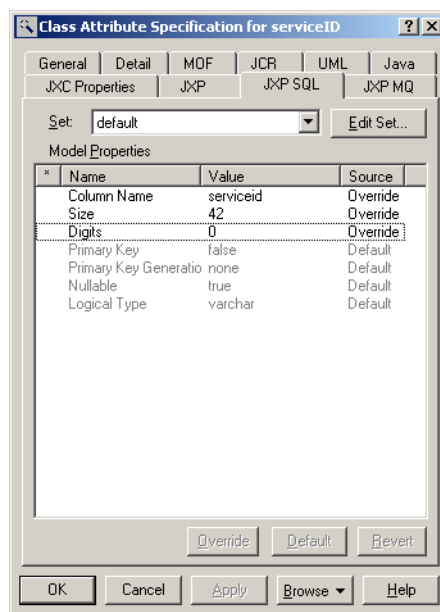 Class Attribute Specification for serviceID
General Detail MOF JCR UML Java
JXC Properties JXP JXP SQL JXP MQ
Set: default Edit Set...
Model Properties
* Name Value Source
Column Name serviceid Override
Size 42 Override
Digits 0 Override
Primary Key false Default
Primary Key Generatio none Default
Nullable true Default
Logical Type varchar Default
Override Default Revert
OK Cancel Apply Browse Help